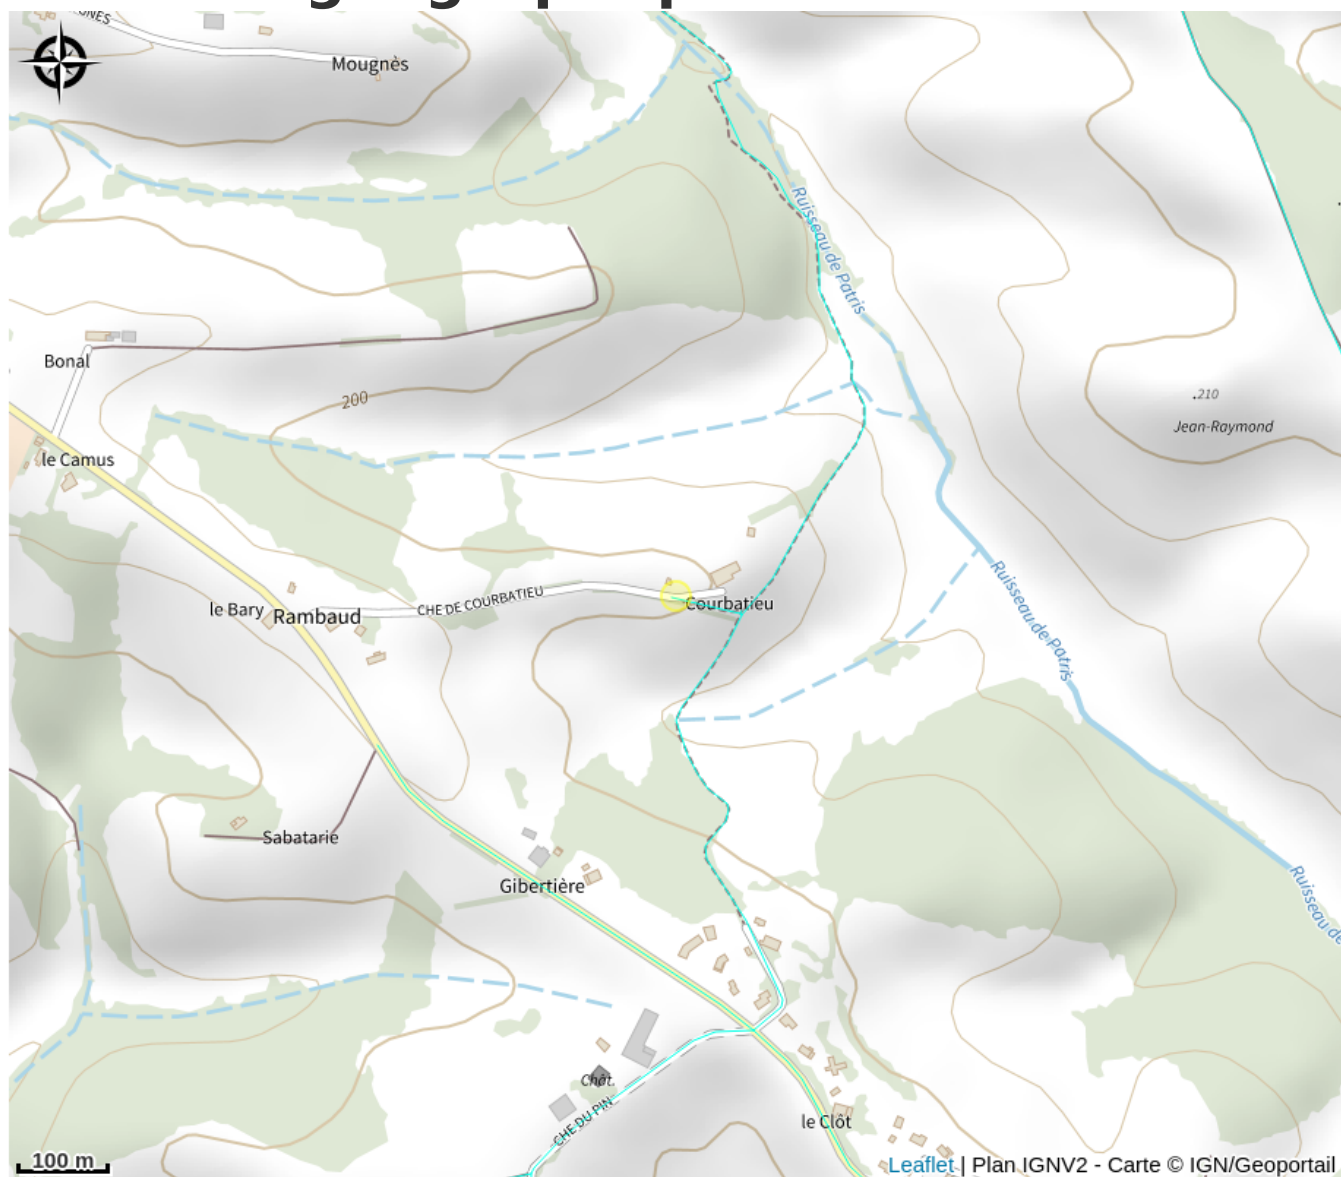 Mougnès
Ruisseau de Patris
Bonal
200
.210
Jean-Raymond
le Camus
CHE DE COURBATIEU
le Bary
Rambaud
Courbatieu
Ruisseau de Patris
Sabatarie
Gibertière
Ruisseau de
Chât.
CHE DU PIN
le Clôt
100 m
Leaflet | Plan IGNV2 - Carte © IGN/Geoportail